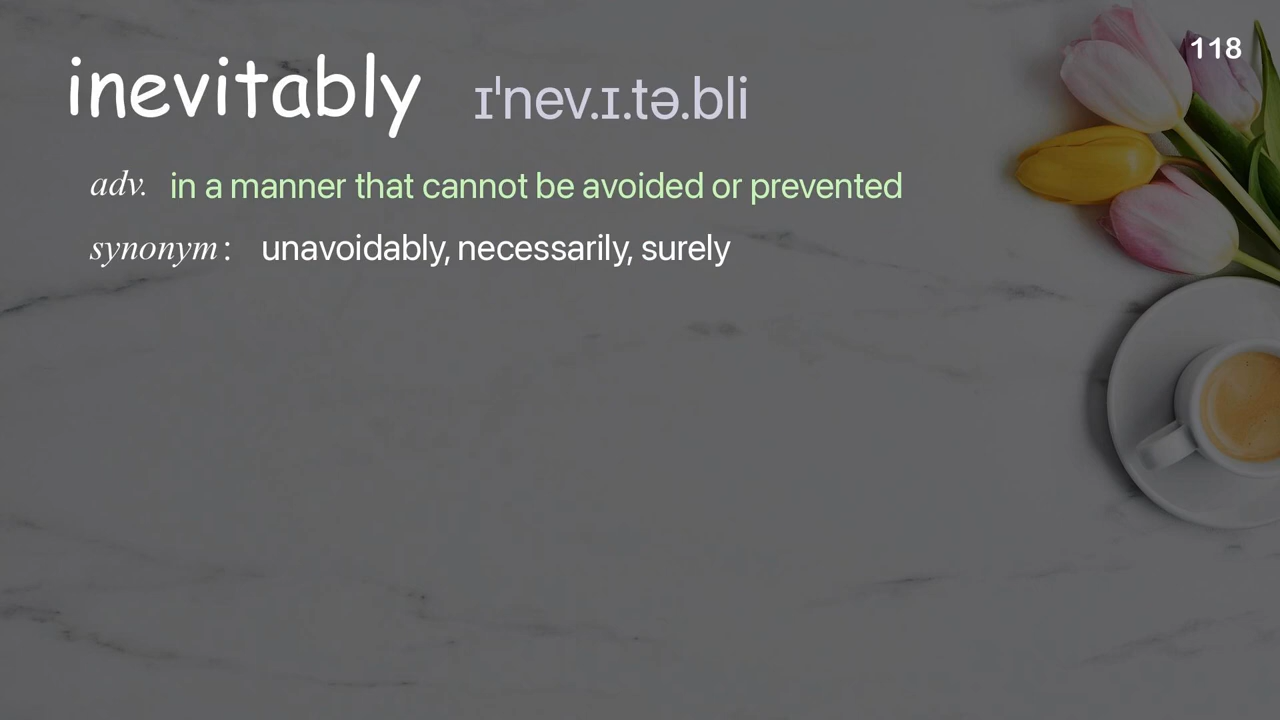 118
inevitably ɪˈnev.ɪ.tə.bli
adv. in a manner that cannot be avoided or prevented
synonym: unavoidably, necessarily, surely